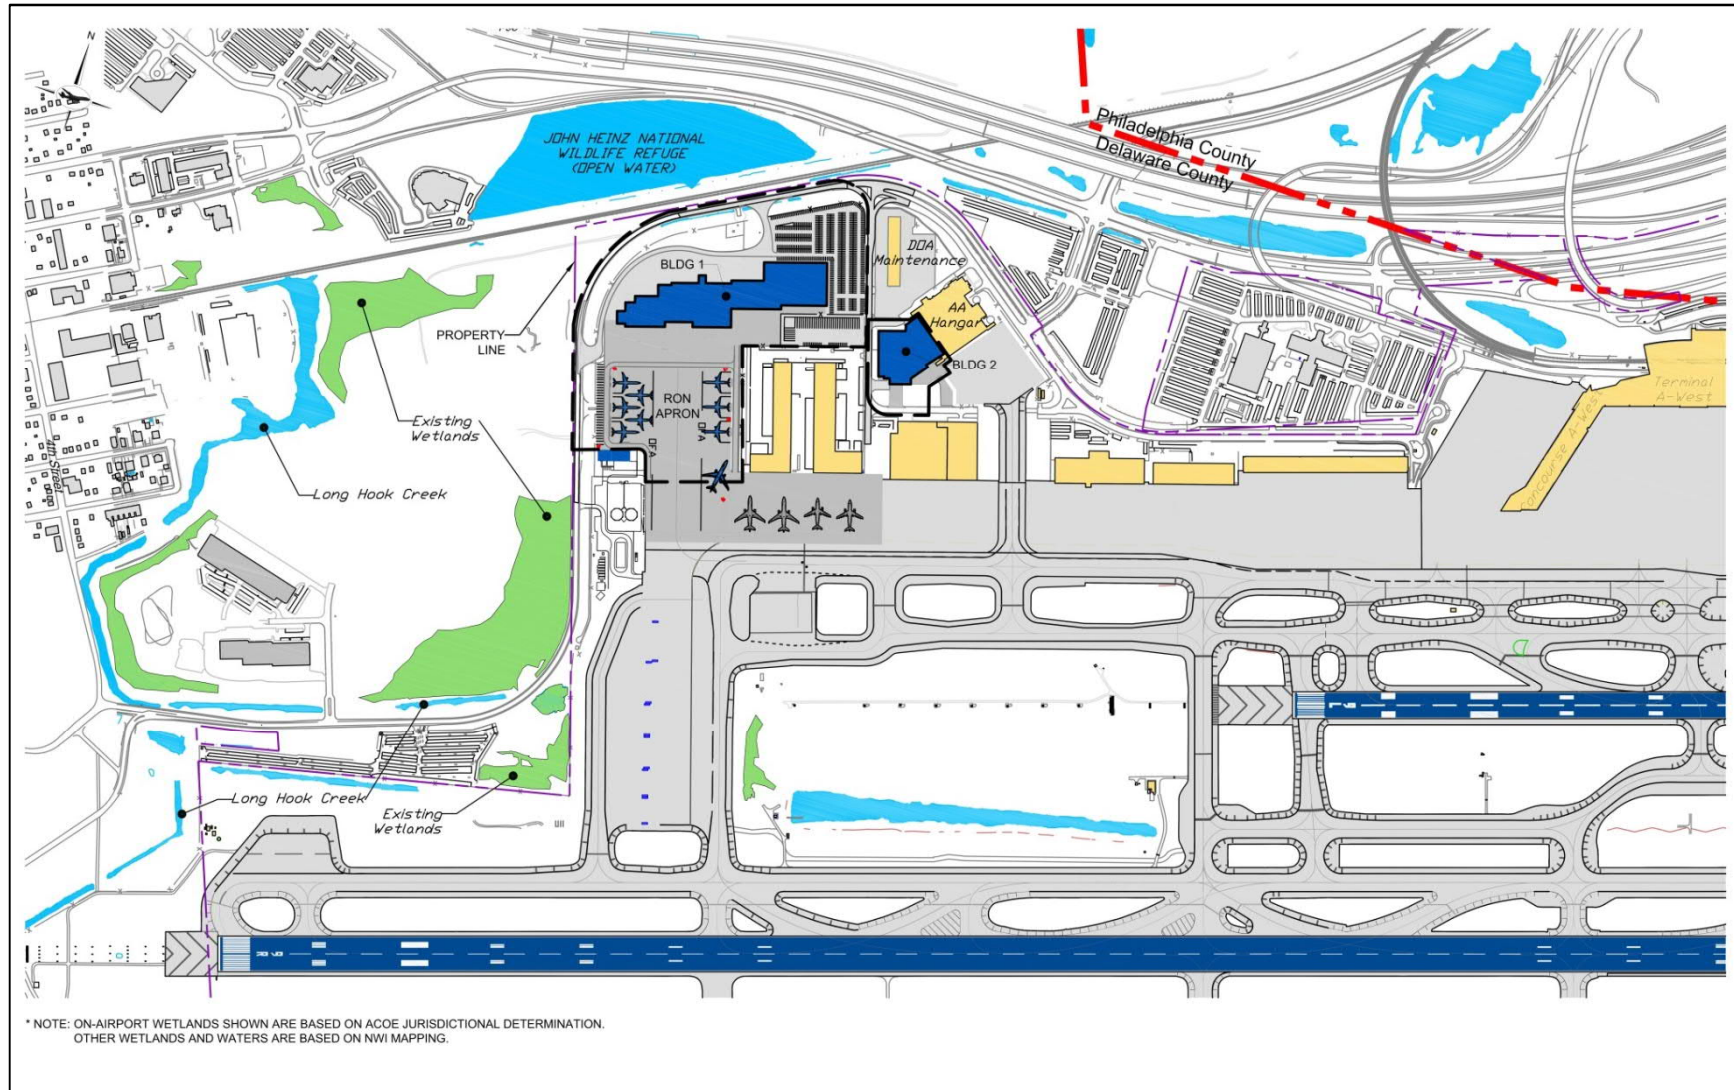 N
JOHN HEINZ NATIONAL
WILDLIFE REFUGE
(OPEN WATER)
Philadelphia County
Delaware County
BLDG 1
DOA
Maintenance
AA
Hangar
BLDG 2
PROPERTY
LINE
RON
APRON
OFA
OFA
Existing
Wetlands
Long Hook Creek
4th Street
Terminal
A-West
Concourse A-West
Long Hook Creek
Existing
Wetlands
* NOTE: ON-AIRPORT WETLANDS SHOWN ARE BASED ON ACOE JURISDICTIONAL DETERMINATION.
OTHER WETLANDS AND WATERS ARE BASED ON NWI MAPPING.